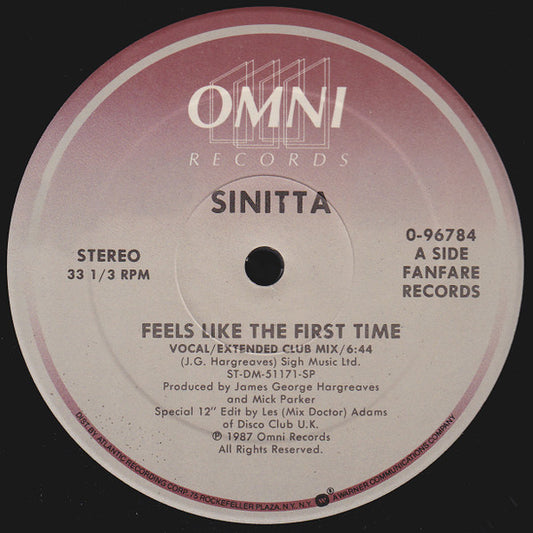 OMNI
RECORDS
SINITTA
STEREO
33 1/3 RPM
0-96784
A SIDE
FANFARE
RECORDS
FEELS LIKE THE FIRST TIME
VOCAL/EXTENDED CLUB MIX/6:44
(J.G. Hargreaves) Sigh Music Ltd.
ST-DM-51171-SP
Produced by James George Hargreaves
and Mick Parker
Special 12" Edit by Les (Mix Doctor) Adams
of Disco Club U.K.
℗ 1987 Omni Records
All Rights Reserved.
DIST. BY ATLANTIC RECORDING CORP. 75 ROCKEFELLER PLAZA, N.Y. N.Y. W ® A WARNER COMMUNICATIONS COMPANY